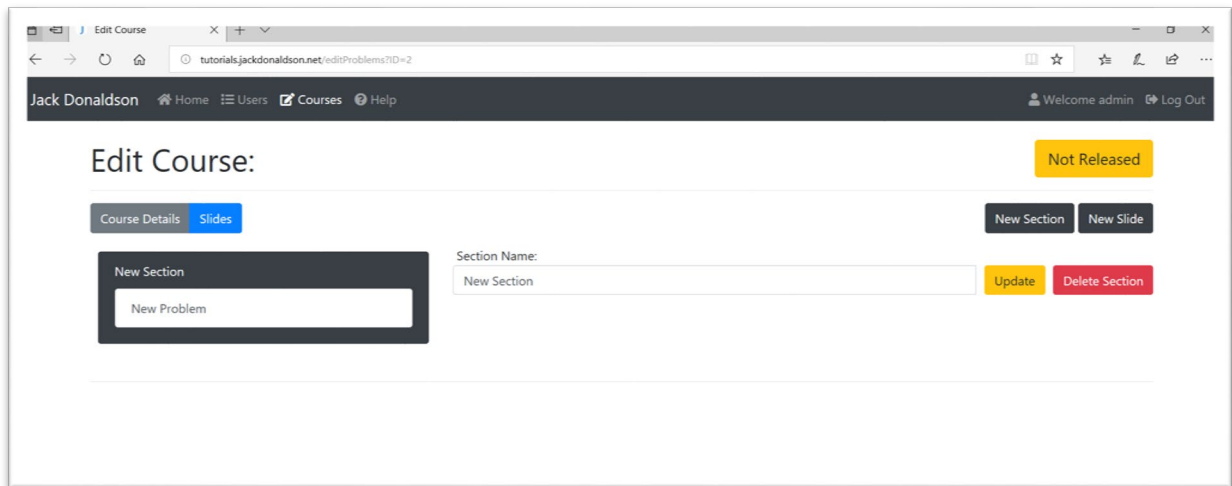 Edit Course
tutorials.jackdonaldson.net/editProblems?ID=2
Jack Donaldson Home Users Courses Help Welcome admin Log Out
Edit Course: Not Released
Course Details Slides New Section New Slide
Section Name:
New Section
New Section Update Delete Section
New Problem